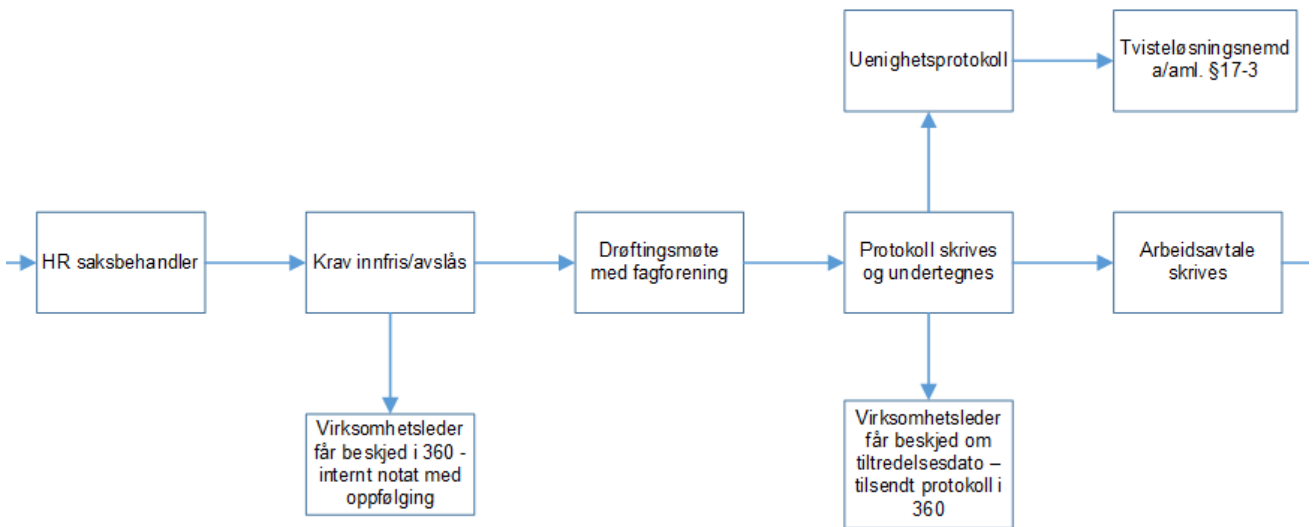 Uenighetsprotokoll
Tvisteløsningsnemd
a/aml. §17-3
HR saksbehandler
Krav innfris/avslås
Drøftingsmøte
med fagforening
Protokoll skrives
og undertegnes
Arbeidsavtale
skrives
Virksomhetsleder
får beskjed i 360 -
internt notat med
oppfølging
Virksomhetsleder
får beskjed om
tiltredelsesdato –
tilsendt protokoll i
360